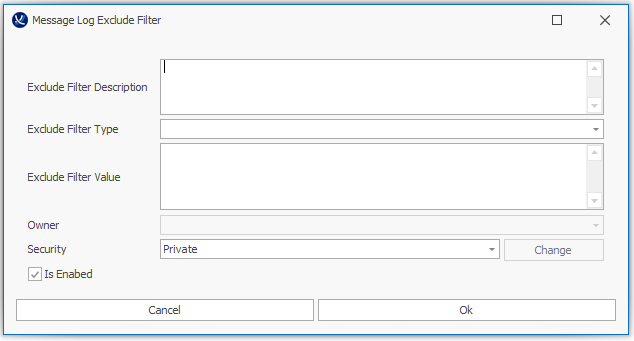 Message Log Exclude Filter
Exclude Filter Description
Exclude Filter Type
Exclude Filter Value
Owner
Security Private Change
Is Enabed
Cancel Ok